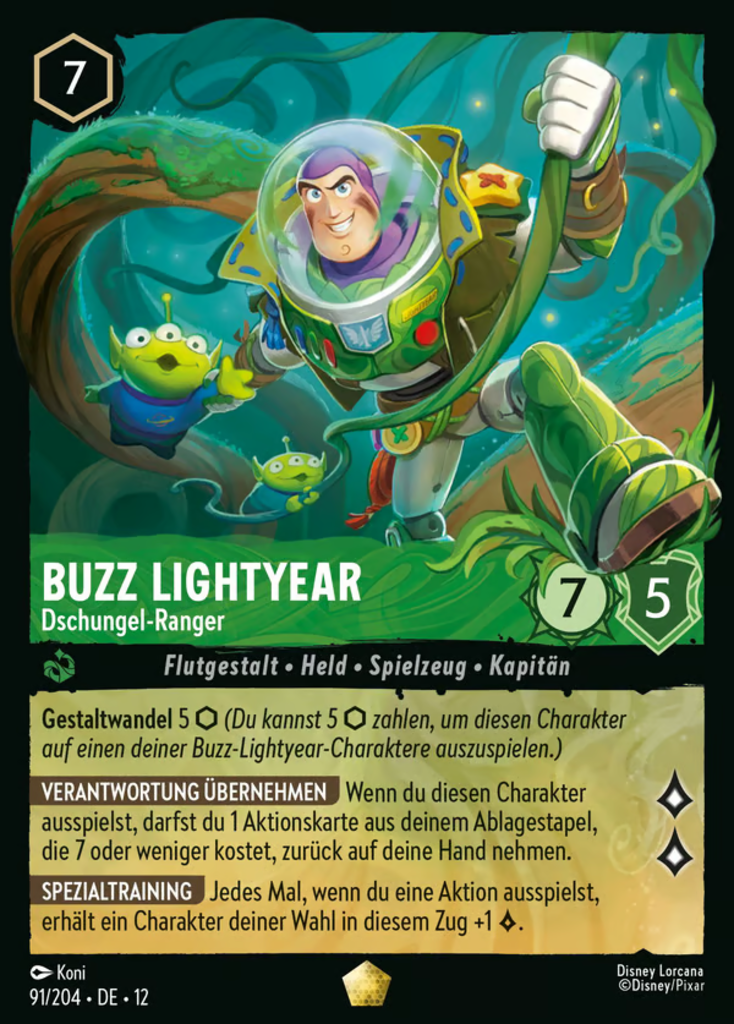 7
BUZZ LIGHTYEAR
Dschungel-Ranger
7 5
Flutgestalt • Held • Spielzeug • Kapitän
Gestaltwandel 5 ⬡ (Du kannst 5 ⬡ zahlen, um diesen Charakter
auf einen deiner Buzz-Lightyear-Charaktere auszuspielen.)
VERANTWORTUNG ÜBERNEHMEN Wenn du diesen Charakter
ausspielst, darfst du 1 Aktionskarte aus deinem Ablagestapel,
die 7 oder weniger kostet, zurück auf deine Hand nehmen.
SPEZIALTRAINING Jedes Mal, wenn du eine Aktion ausspielst,
erhält ein Charakter deiner Wahl in diesem Zug +1 ⟡.
Koni
91/204 • DE • 12
Disney Lorcana
©Disney/Pixar